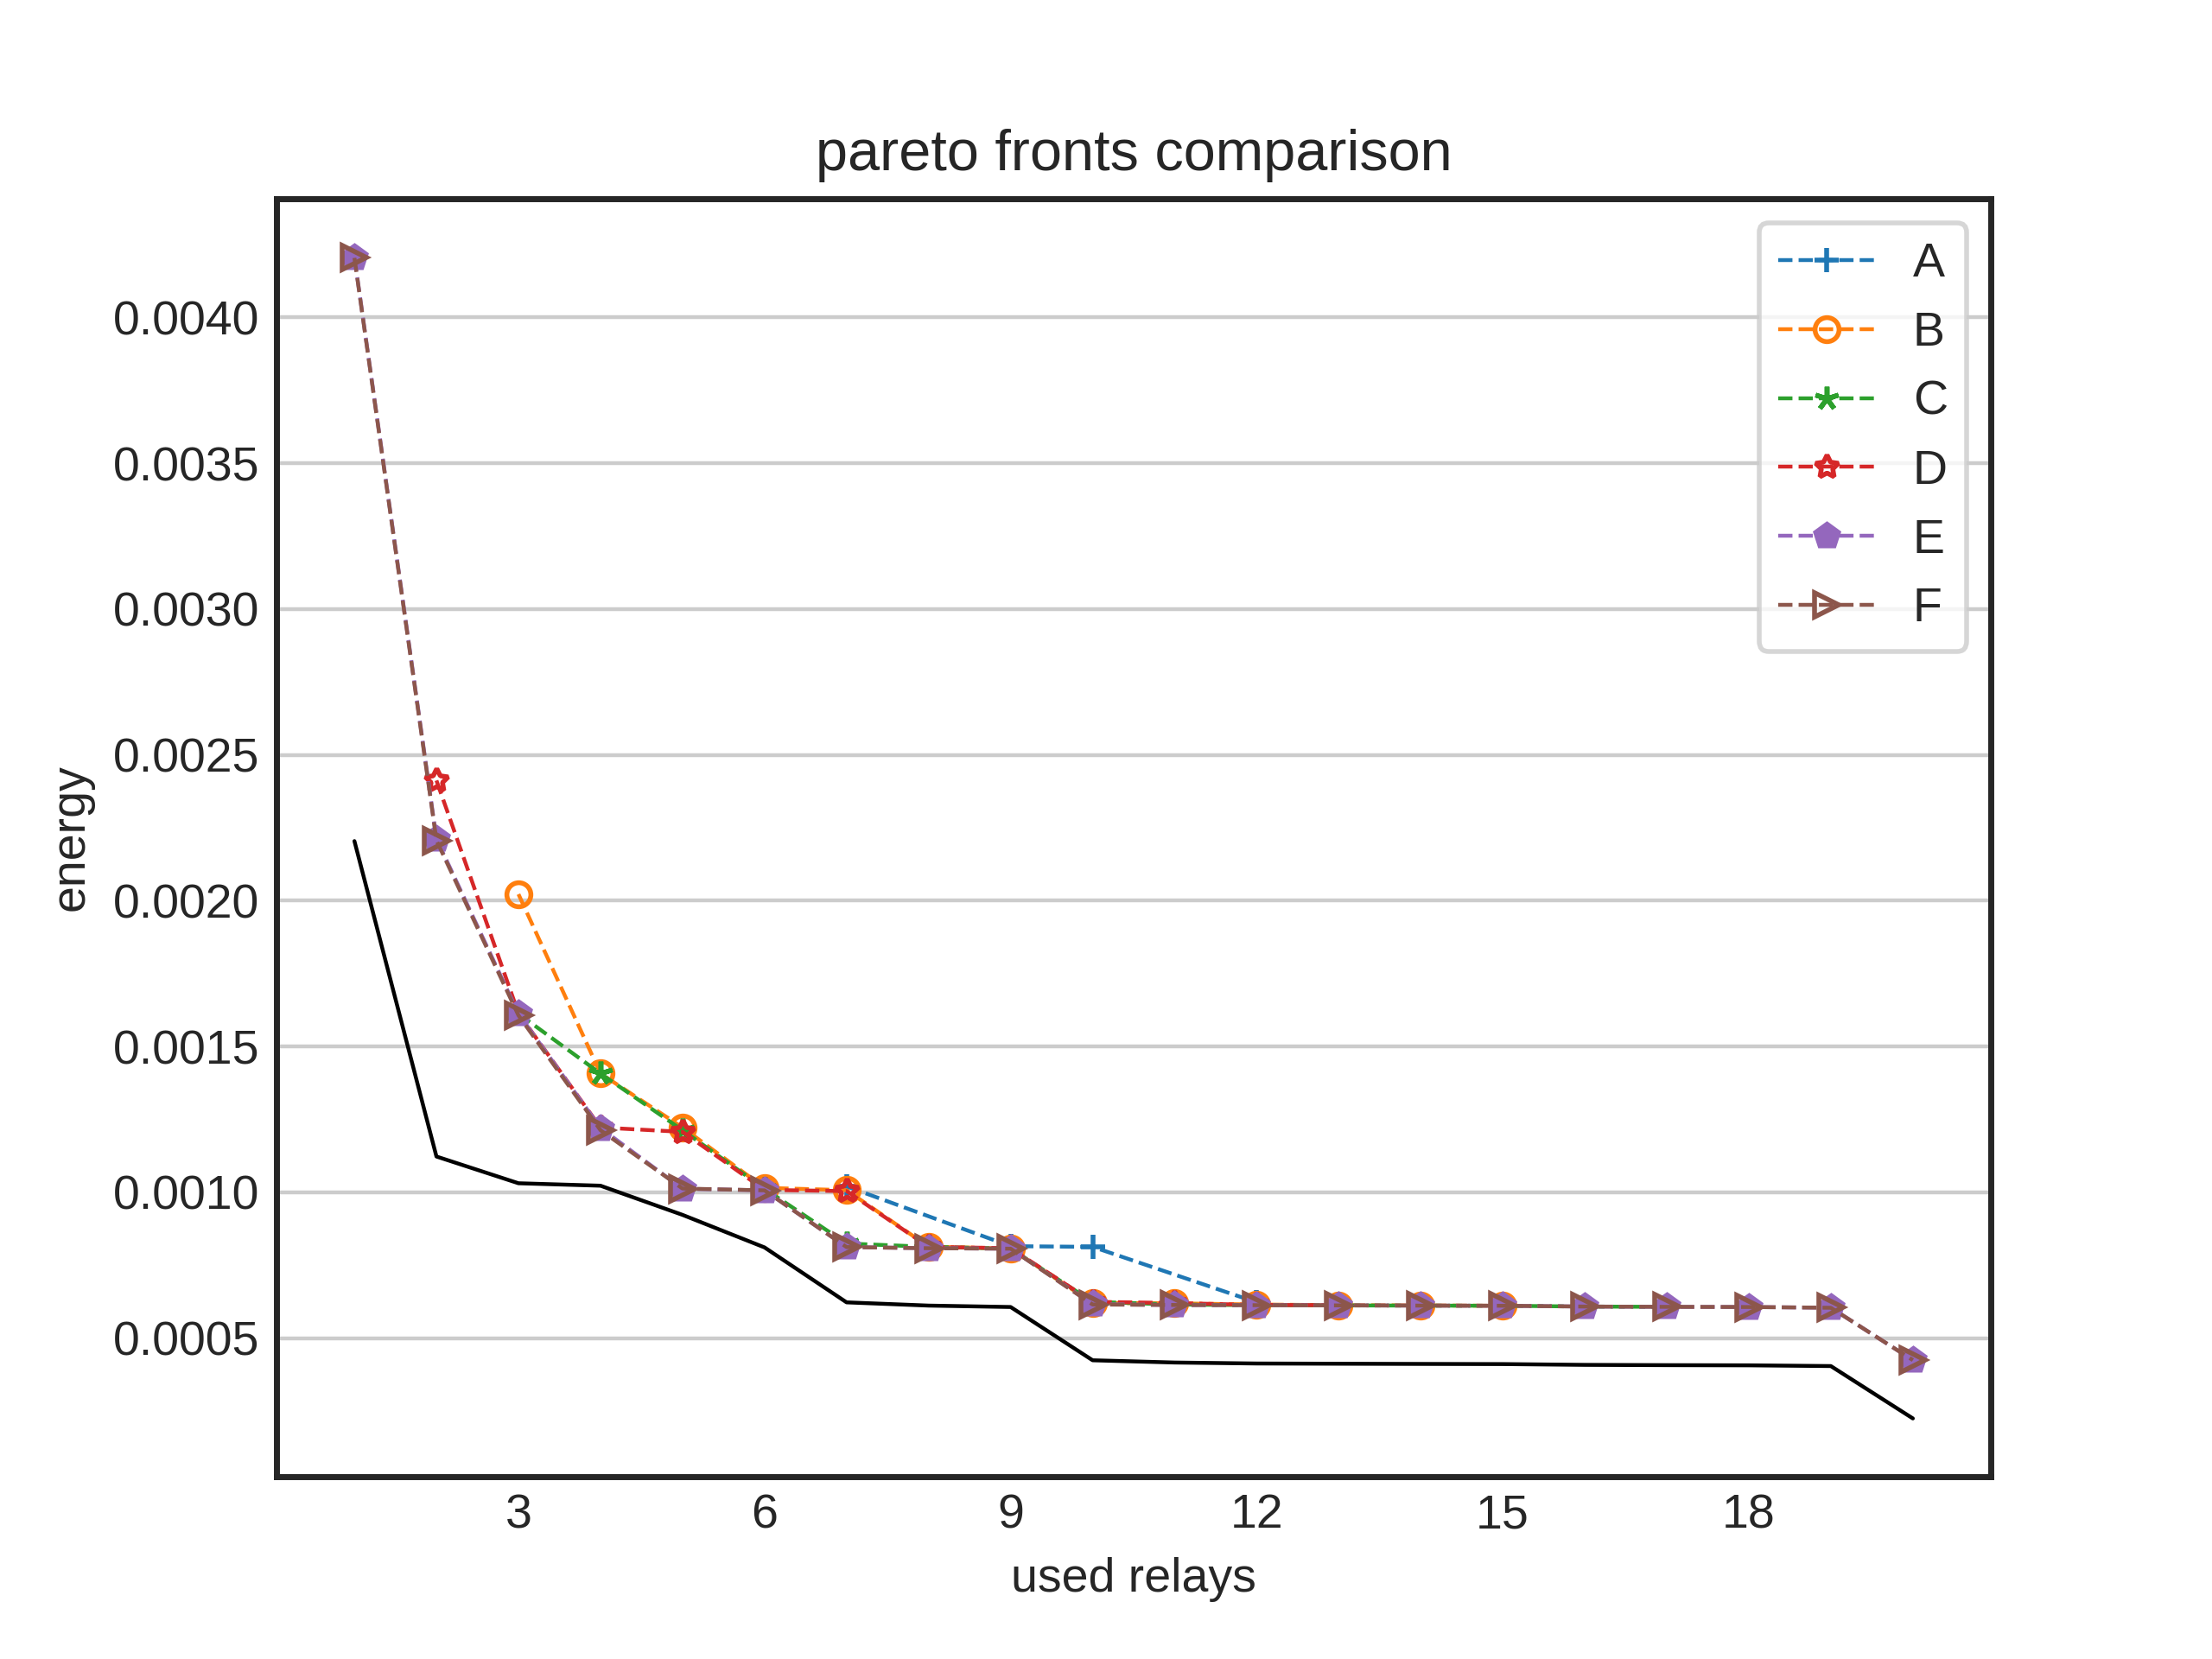 pareto fronts comparison
A
B
C
D
E
F
0.0040
0.0035
0.0030
0.0025
0.0020
0.0015
0.0010
0.0005
energy
3 6 9 12 15 18
used relays